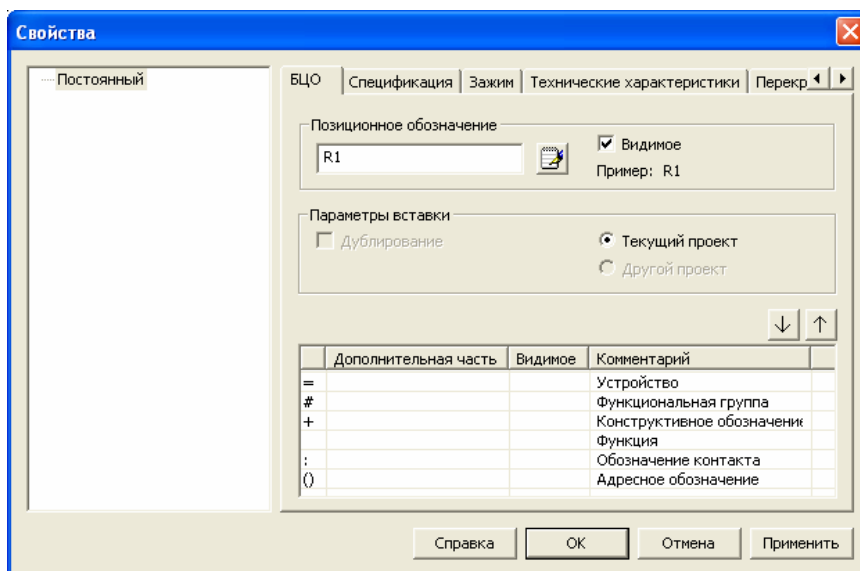 Свойства
Постоянный
БЦО Спецификация Зажим Технические характеристики Перекр
Позиционное обозначение
R1
Видимое
Пример: R1
Параметры вставки
Дублирование
Текущий проект
Другой проект
Дополнительная часть Видимое Комментарий
= Устройство
# Функциональная группа
+ Конструктивное обозначение
Функция
: Обозначение контакта
() Адресное обозначение
Справка OK Отмена Применить